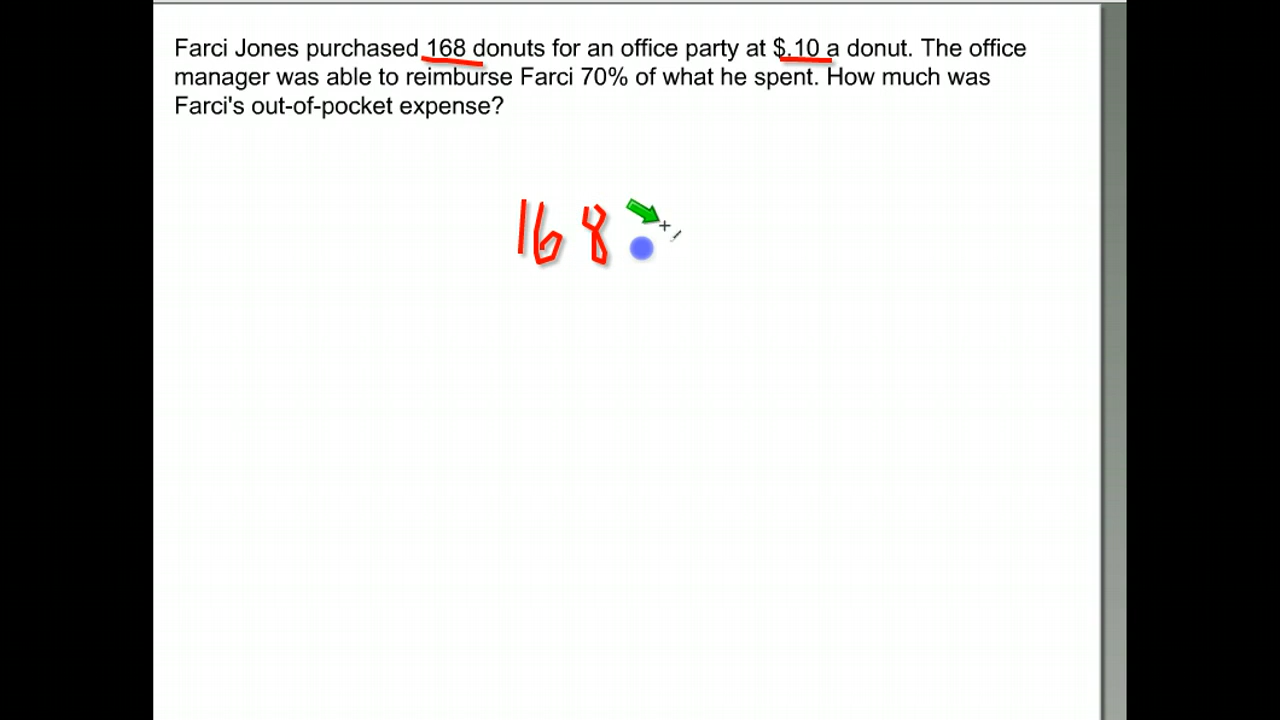 Farci Jones purchased 168 donuts for an office party at $.10 a donut. The office
manager was able to reimburse Farci 70% of what he spent. How much was
Farci's out-of-pocket expense?
168